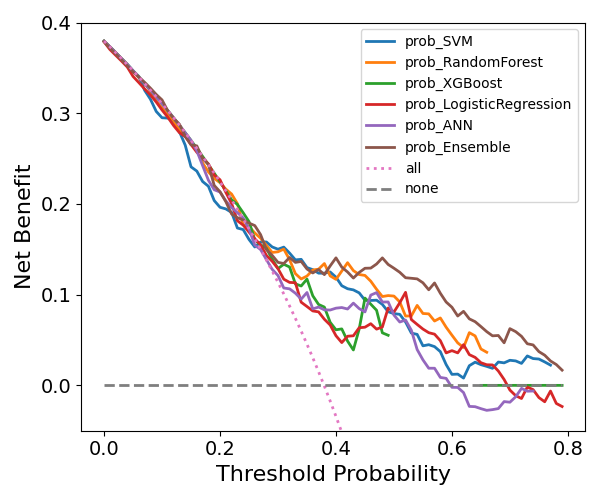 0.4
0.3
0.2
0.1
0.0
Net Benefit
prob_SVM
prob_RandomForest
prob_XGBoost
prob_LogisticRegression
prob_ANN
prob_Ensemble
all
none
0.0 0.2 0.4 0.6 0.8
Threshold Probability